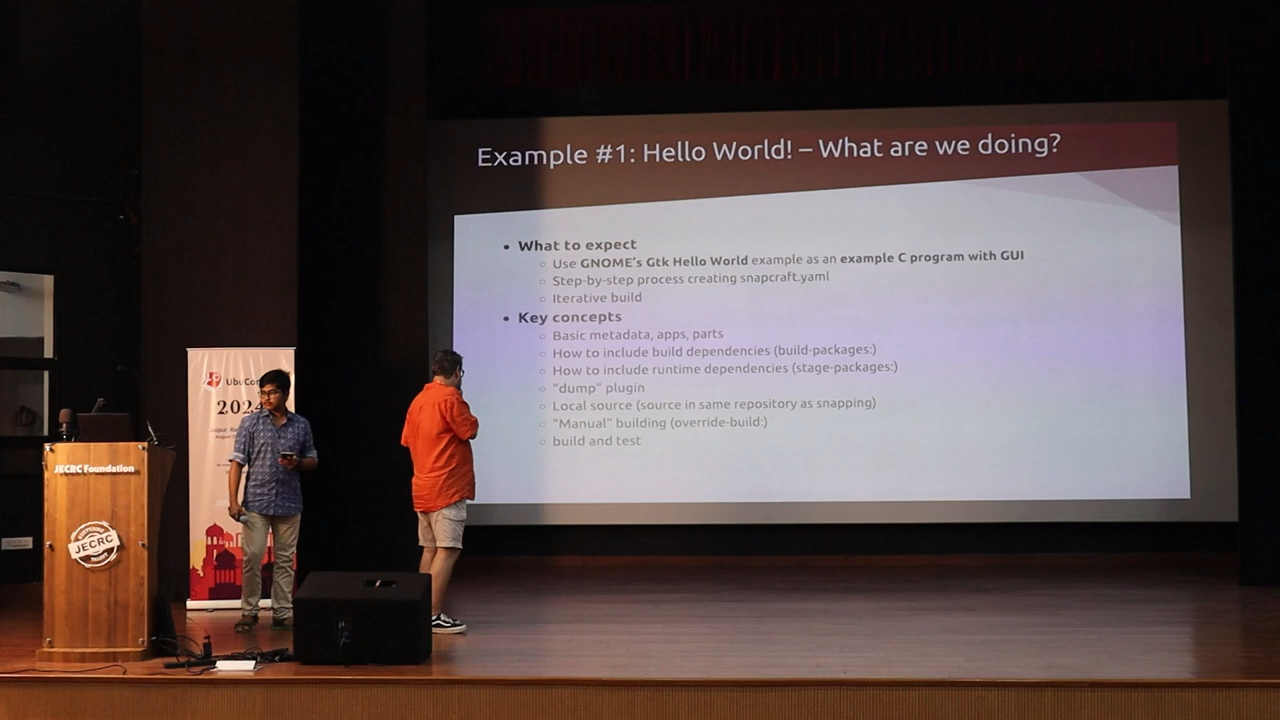 Example #1: Hello World! – What are we doing?
• What to expect
○ Use GNOME's Gtk Hello World example as an example C program with GUI
○ Step-by-step process creating snapcraft.yaml
○ Iterative build
• Key concepts
○ Basic metadata, apps, parts
○ How to include build dependencies (build-packages:)
○ How to include runtime dependencies (stage-packages:)
○ "dump" plugin
○ Local source (source in same repository as snapping)
○ "Manual" building (override-build:)
○ build and test
UbuCon
2024
JECRC Foundation
JECRC